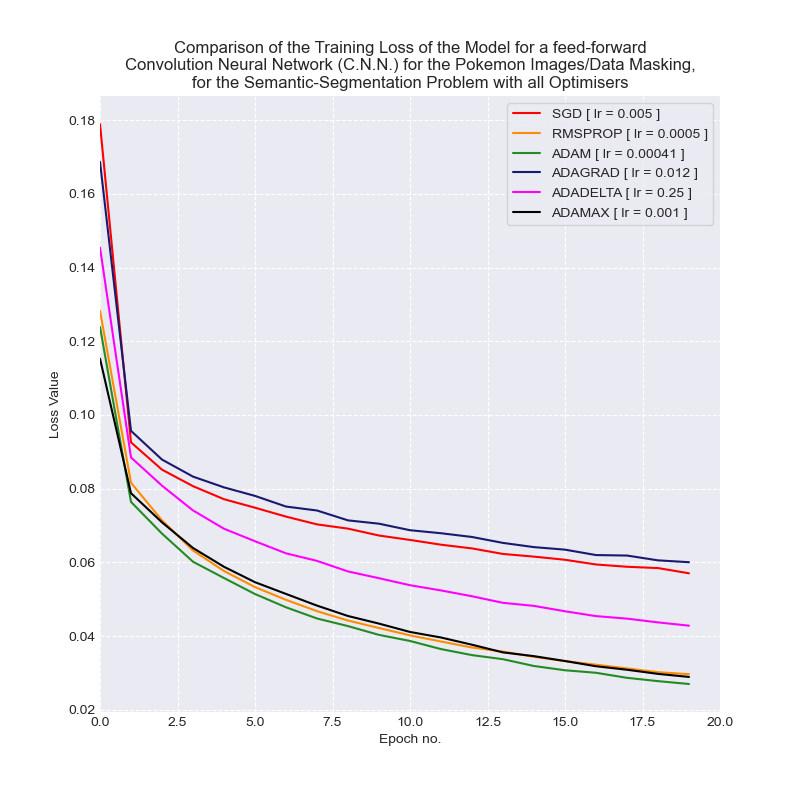 Comparison of the Training Loss of the Model for a feed-forward
Convolution Neural Network (C.N.N.) for the Pokemon Images/Data Masking,
for the Semantic-Segmentation Problem with all Optimisers
SGD [ lr = 0.005 ]
RMSPROP [ lr = 0.0005 ]
ADAM [ lr = 0.00041 ]
ADAGRAD [ lr = 0.012 ]
ADADELTA [ lr = 0.25 ]
ADAMAX [ lr = 0.001 ]
Loss Value
0.18
0.16
0.14
0.12
0.10
0.08
0.06
0.04
0.02
0.0 2.5 5.0 7.5 10.0 12.5 15.0 17.5 20.0
Epoch no.